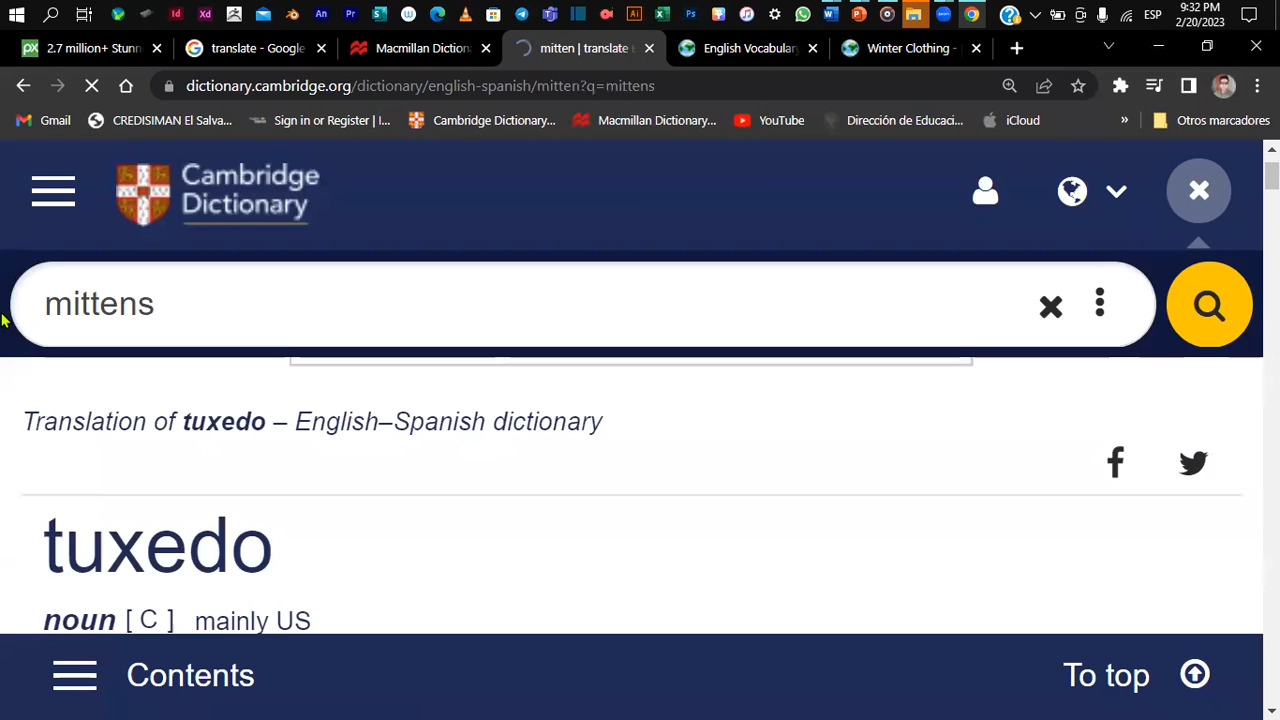 9:32 PM
ESP
2/20/2023
2.7 million+ Stunn
translate - Google
Macmillan Dictiona
mitten | translate
English Vocabulary
Winter Clothing -
dictionary.cambridge.org/dictionary/english-spanish/mitten?q=mittens
Gmail
CREDISIMAN El Salva...
Sign in or Register | I...
Cambridge Dictionary...
Macmillan Dictionary...
YouTube
Dirección de Educaci...
iCloud
»
Otros marcadores
Cambridge
Dictionary
mittens
Translation of tuxedo – English–Spanish dictionary
tuxedo
noun [ C ] mainly US
Contents
To top